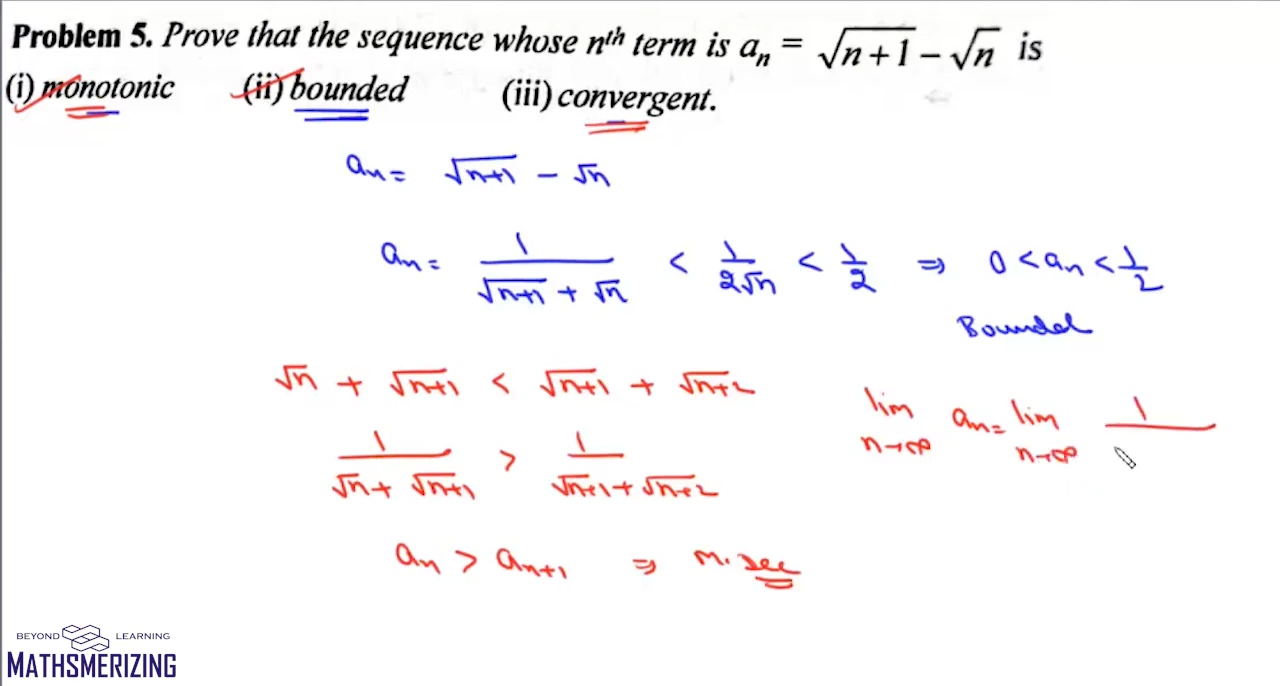 Problem 5. Prove that the sequence whose nth term is aₙ = √(n+1) − √n is
(i) monotonic (ii) bounded (iii) convergent.
aₙ = √(n+1) − √n
aₙ = 1/(√(n+1) + √n) < 1/(2√n) < 1/2 ⇒ 0 < aₙ < 1/2
Bounded
√n + √(n+1) < √(n+1) + √(n+2)
1/(√n + √(n+1)) > 1/(√(n+1) + √(n+2))
aₙ > aₙ₊₁ ⇒ M. Dec
lim n→∞ aₙ = lim n→∞ 1/
BEYOND LEARNING
MATHSMERIZING